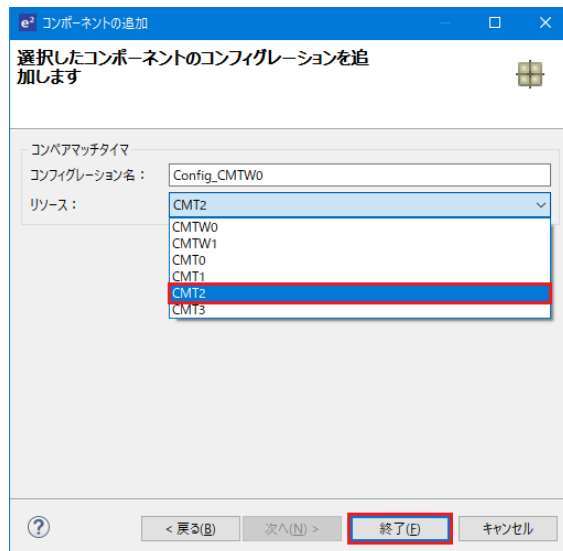 e² コンポーネントの追加
選択したコンポーネントのコンフィグレーションを追
加します
コンペアマッチタイマ
コンフィグレーション名： Config_CMTW0
リソース： CMT2
CMTW0
CMTW1
CMT0
CMT1
CMT2
CMT3
? < 戻る(B) 次へ(N) > 終了(F) キャンセル